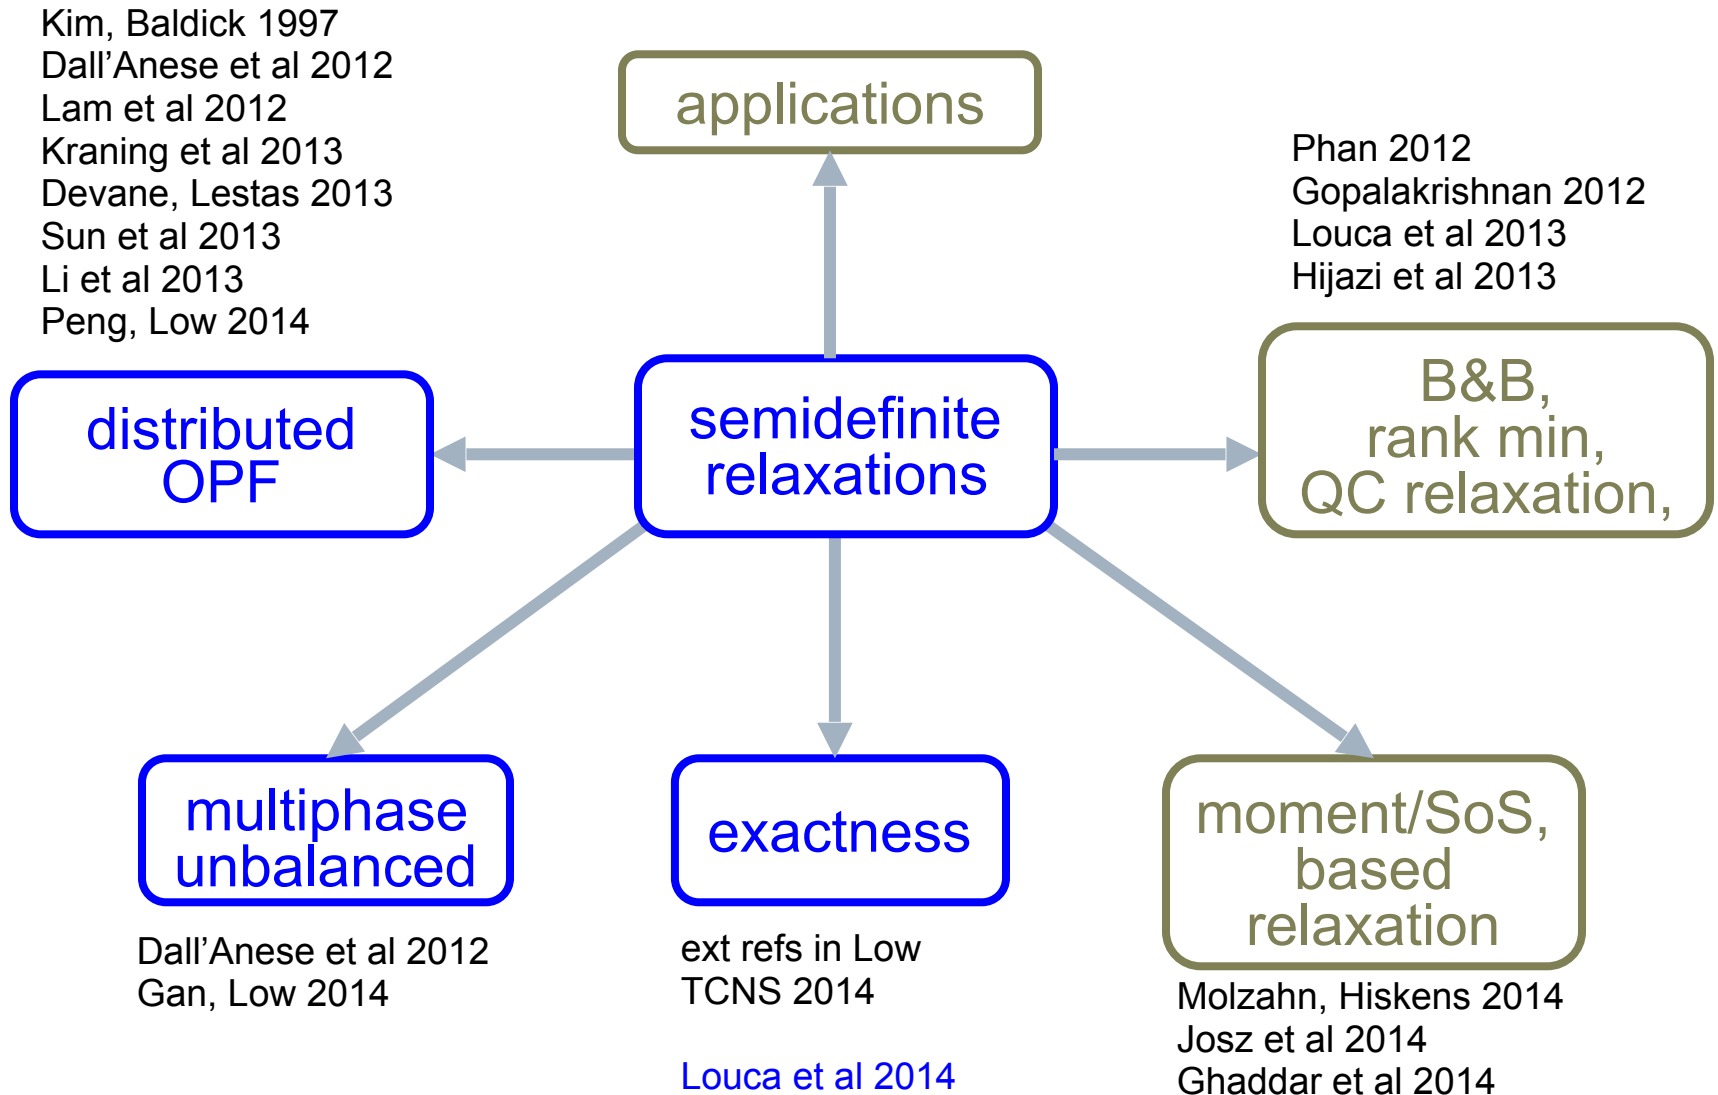 Kim, Baldick 1997
Dall’Anese et al 2012
Lam et al 2012
Kraning et al 2013
Devane, Lestas 2013
Sun et al 2013
Li et al 2013
Peng, Low 2014
applications
Phan 2012
Gopalakrishnan 2012
Louca et al 2013
Hijazi et al 2013
distributed
OPF
semidefinite
relaxations
B&B,
rank min,
QC relaxation,
multiphase
unbalanced
Dall’Anese et al 2012
Gan, Low 2014
exactness
ext refs in Low
TCNS 2014
Louca et al 2014
moment/SoS,
based
relaxation
Molzahn, Hiskens 2014
Josz et al 2014
Ghaddar et al 2014